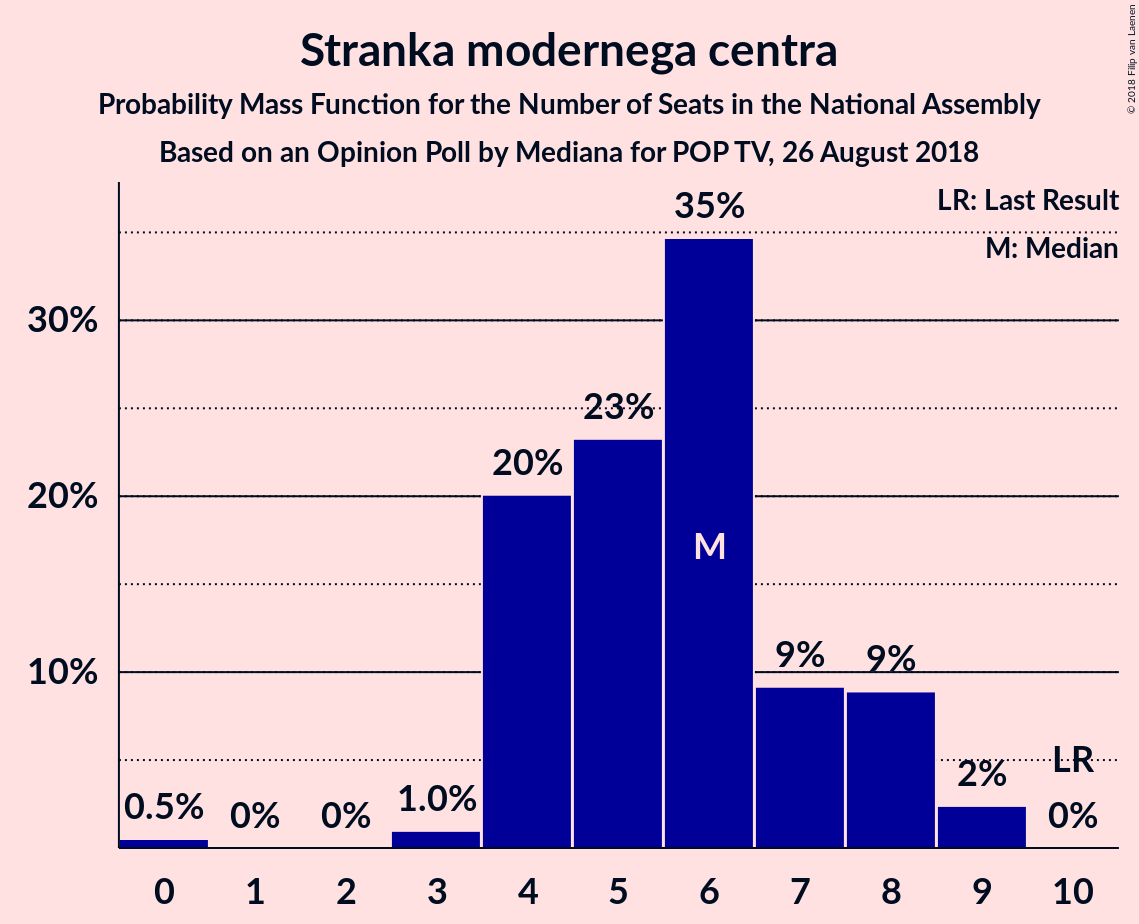 Stranka modernega centra
Probability Mass Function for the Number of Seats in the National Assembly
Based on an Opinion Poll by Mediana for POP TV, 26 August 2018
© 2018 Filip van Laenen
LR: Last Result
M: Median
30%
20%
10%
0.5%
0%
0%
1.0%
20%
23%
35%
M
9%
9%
2%
LR
0%
0 1 2 3 4 5 6 7 8 9 10